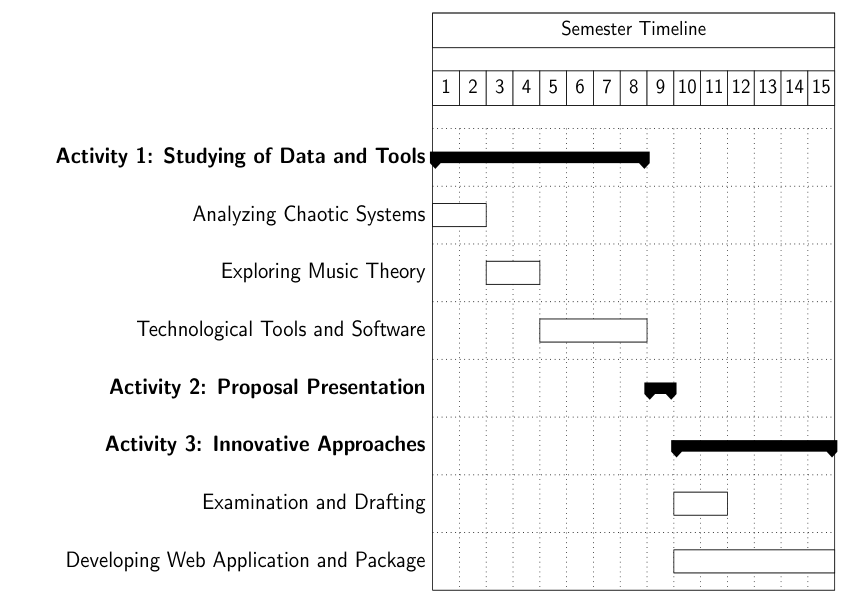 Semester Timeline
1 2 3 4 5 6 7 8 9 10 11 12 13 14 15
Activity 1: Studying of Data and Tools
Analyzing Chaotic Systems
Exploring Music Theory
Technological Tools and Software
Activity 2: Proposal Presentation
Activity 3: Innovative Approaches
Examination and Drafting
Developing Web Application and Package